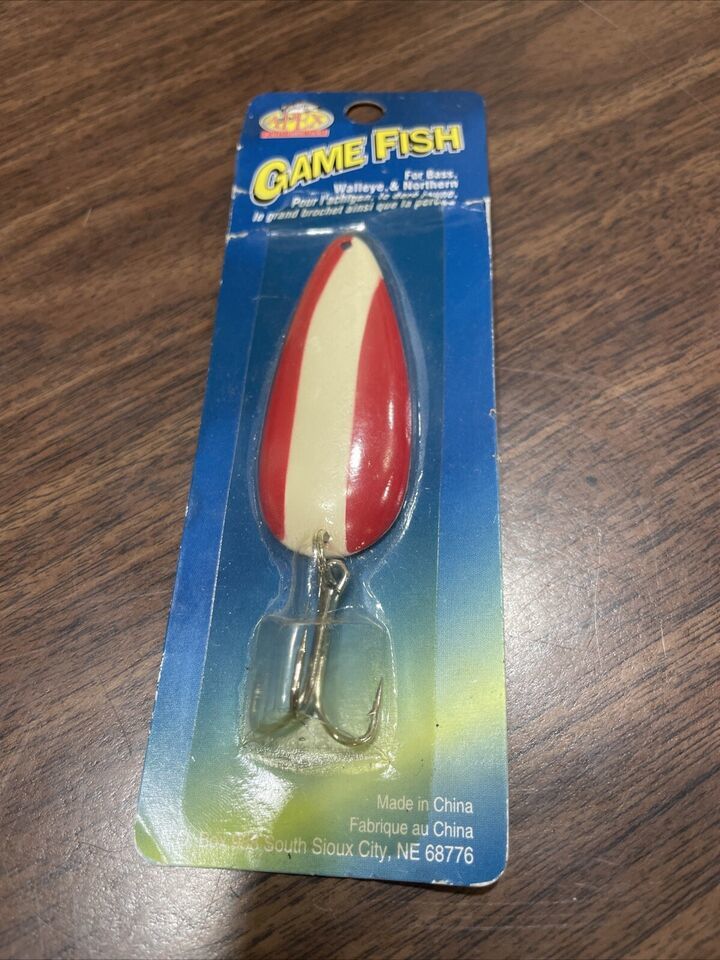 APEX
GAME FISH
For Bass,
Walleye, & Northern
Pour l'achigan, le doré jaune,
le grand brochet ainsi que la
Made in China
Fabrique au China
South Sioux City, NE 68776